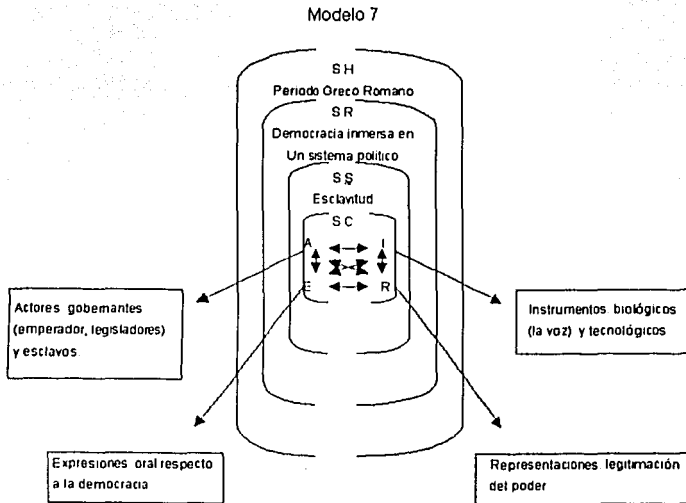 Modelo 7
S H
Periodo Greco Romano
S R
Democracia inmersa en
Un sistema politico
S S
Esclavitud
S C
A I
E R
Actores gobernantes
(emperador, legisladores)
y esclavos
Instrumentos biológicos
(la voz) y tecnológicos
Expresiones oral respecto
a la democracia
Representaciones legitimación
del poder